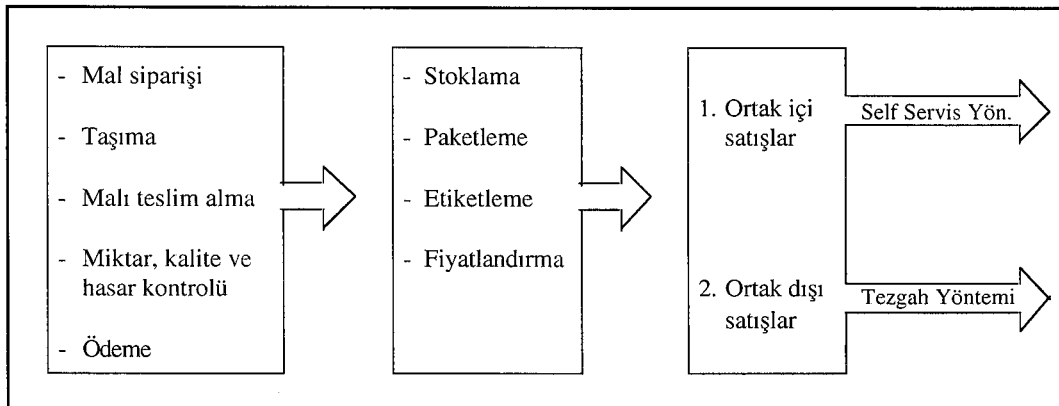 - Mal siparişi
- Taşıma
- Malı teslim alma
- Miktar, kalite ve
hasar kontrolü
- Ödeme
- Stoklama
- Paketleme
- Etiketleme
- Fiyatlandırma
1. Ortak içi
satışlar
2. Ortak dışı
satışlar
Self Servis Yön.
Tezgah Yöntemi